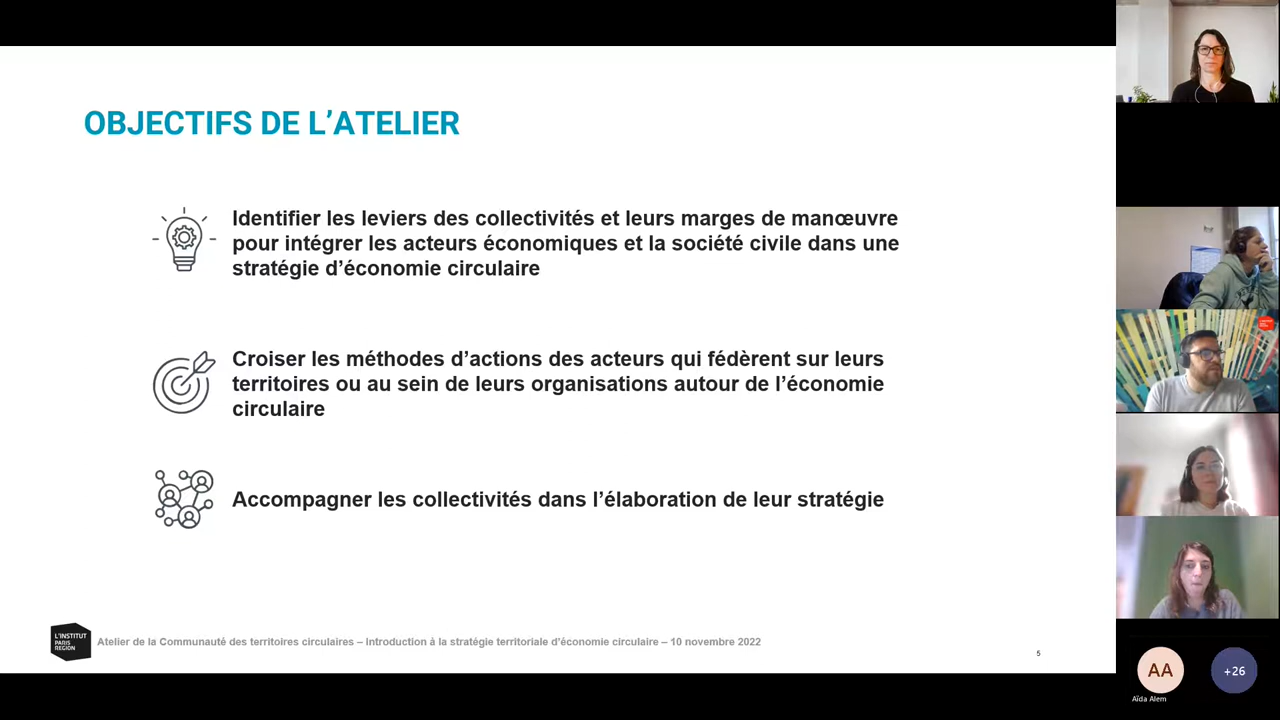 OBJECTIFS DE L’ATELIER
Identifier les leviers des collectivités et leurs marges de manœuvre
pour intégrer les acteurs économiques et la société civile dans une
stratégie d’économie circulaire
Croiser les méthodes d’actions des acteurs qui fédèrent sur leurs
territoires ou au sein de leurs organisations autour de l’économie
circulaire
Accompagner les collectivités dans l’élaboration de leur stratégie
L’INSTITUT
PARIS
REGION
Atelier de la Communauté des territoires circulaires – Introduction à la stratégie territoriale d’économie circulaire – 10 novembre 2022
5
AA
+26
Aïda Alem